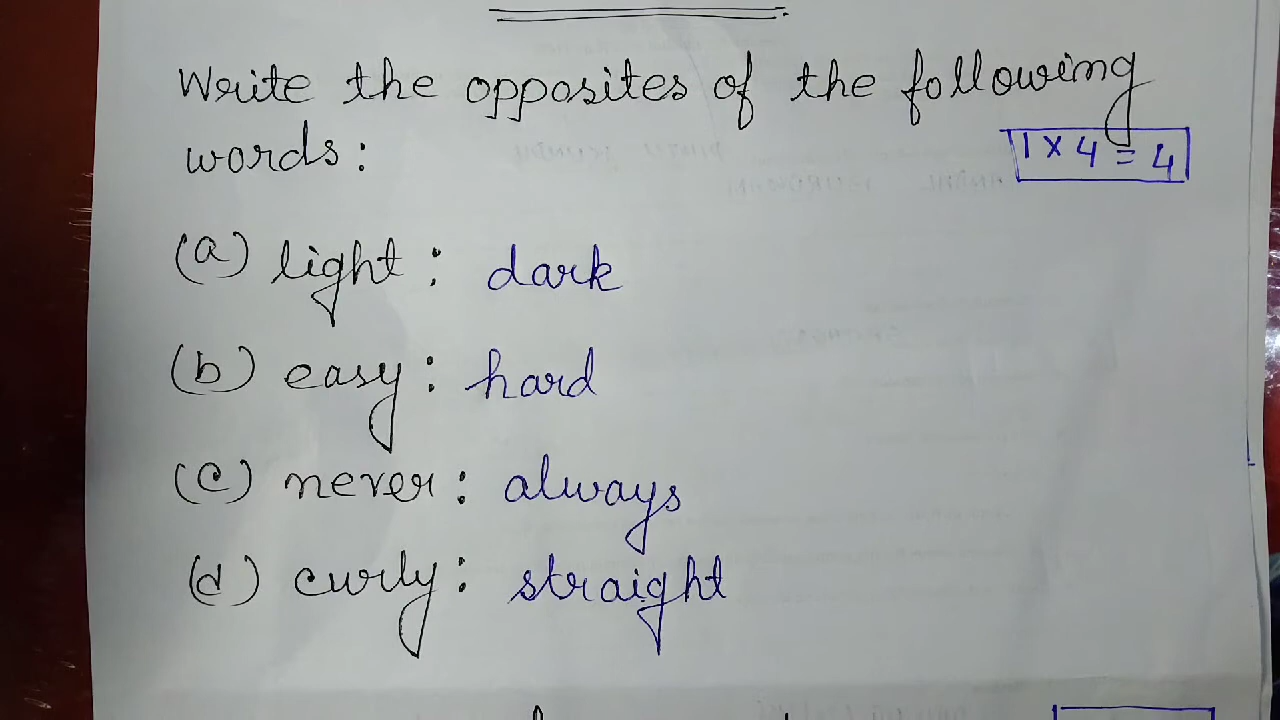 Write the opposites of the following
words:
1 x 4 = 4
(a) light : dark
(b) easy : hard
(c) never : always
(d) curly : straight